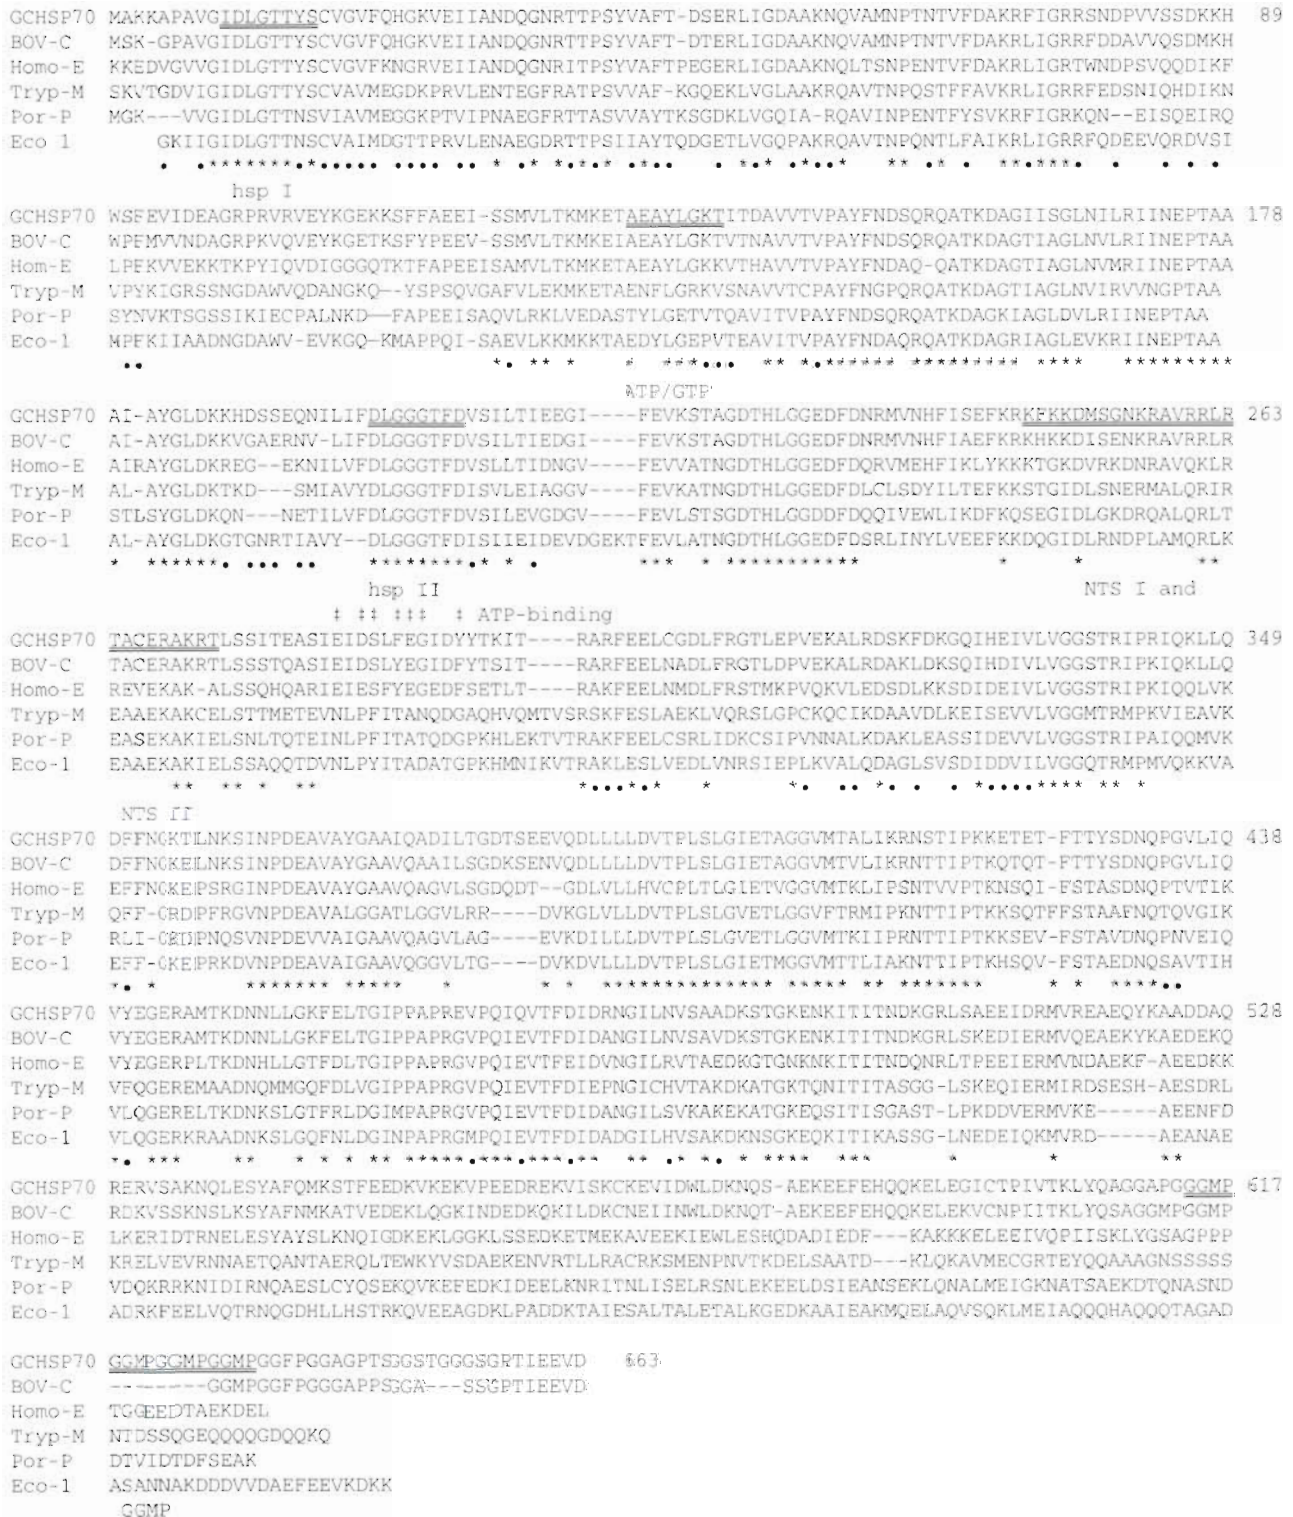 GCHSP70 MAKKAPAVGIDLGTTYSCVGVFQHGKVEIIANDQGNRTTPSYVAFT-DSERLIGDAAKNQVAMNPTNTVFDAKRFIGRRSNDPVVSSDKKH 89
BOV-C MSK-GPAVGIDLGTTYSCVGVFQHGKVEIIANDQGNRTTPSYVAFT-DTERLIGDAAKNQVAMNPTNTVFDAKRLIGRRFDDAVVQSDMKH
Homo-E KKEDVGVVGIDLGTTYSCVGVFKNGRVEIIANDQGNRITPSYVAFTPEGERLIGDAAKNQLTSNPENTVFDAKRLIGRTWNDPSVQQDIKF
Tryp-M SKVTGDVIGIDLGTTYSCVAVMEGDKPRVLENTEGFRATPSVVAF-KGQEKLVGLAAKRQAVTNPQSTFFAVKRLIGRRFEDSNIQHDIKN
Por-P MGK---VVGIDLGTTNSVIAVMEGGKPTVIPNAEGFRTTASVVAYTKSGDKLVGQIA-RQAVINPENTFYSVKRFIGRKQN--EISQEIRQ
Eco 1 GKIIGIDLGTTNSCVAIMDGTTPRVLENAEGDRTTPSIIAYTQDGETLVGQPAKRQAVTNPQNTLFAIKRLIGRRFQDEEVQRDVSI
hsp I
GCHSP70 WSFEVIDEAGRPRVRVEYKGEKKSFFAEEI-SSMVLTKMKETAEAYLGKTITDAVVTVPAYFNDSQRQATKDAGIISGLNILRIINEPTAA 178
BOV-C WPFMVVNDAGRPKVQVEYKGETKSFYPEEV-SSMVLTKMKEIAEAYLGKTVTNAVVTVPAYFNDSQRQATKDAGTIAGLNVLRIINEPTAA
Hom-E LPFKVVEKKTKPYIQVDIGGGQTKTFAPEEISAMVLTKMKETAEAYLGKKVTHAVVTVPAYFNDAQ-QATKDAGTIAGLNVMRIINEPTAA
Tryp-M VPYKIGRSSNGDAWVQDANGKQ--YSPSQVGAFVLEKMKETAENFLGRKVSNAVVTCPAYFNGPQRQATKDAGTIAGLNVIRVVNGPTAA
Por-P SYNVKTSGSSIKIECPALNKD--FAPEEISAQVLRKLVEDASTYLGETVTQAVITVPAYFNDSQRQATKDAGKIAGLDVLRIINEPTAA
Eco-1 MPFKIIAADNGDAWV-EVKGQ-KMAPPQI-SAEVLKKMKKTAEDYLGEPVTEAVITVPAYFNDAQRQATKDAGRIAGLEVKRIINEPTAA
ATP/GTP
GCHSP70 AI-AYGLDKKHDSSEQNILIFDLGGGTFDVSILTIEEGI----FEVKSTAGDTHLGGEDFDNRMVNHFISEFKRKFKKDMSGNKRAVRRLR 263
BOV-C AI-AYGLDKKVGAERNV-LIFDLGGGTFDVSILTIEDGI----FEVKSTAGDTHLGGEDFDNRMVNHFIAEFKRKHKKDISENKRAVRRLR
Homo-E AIRAYGLDKREG--EKNILVFDLGGGTFDVSLLTIDNGV----FEVVATNGDTHLGGEDFDQRVMEHFIKLYKKKTGKDVRKDNRAVQKLR
Tryp-M AL-AYGLDKTKD---SMIAVYDLGGGTFDISVLEIAGGV----FEVKATNGDTHLGGEDFDLCLSDYILTEFKKSTGIDLSNERMALQRIR
Por-P STLSYGLDKQN---NETILVFDLGGGTFDVSILEVGDGV----FEVLSTSGDTHLGGDDFDQQIVEWLIKDFKQSEGIDLGKDRQALQRLT
Eco-1 AL-AYGLDKGTGNRTIAVY--DLGGGTFDISIIEIDEVDGEKTFEVLATNGDTHLGGEDFDSRLINYLVEEFKKDQGIDLRNDPLAMQRLK
hsp II NTS I and
‡ ‡‡ ‡‡‡ ‡ ATP-binding
GCHSP70 TACERAKRTLSSITEASIEIDSLFEGIDYYTKIT----RARFEELCGDLFRGTLEPVEKALRDSKFDKGQIHEIVLVGGSTRIPRIQKLLQ 349
BOV-C TACERAKRTLSSSTQASIEIDSLYEGIDFYTSIT----RARFEELNADLFRGTLDPVEKALRDAKLDKSQIHDIVLVGGSTRIPKIQKLLQ
Homo-E REVEKAK-ALSSQHQARIEIESFYEGEDFSETLT----RAKFEELNMDLFRSTMKPVQKVLEDSDLKKSDIDEIVLVGGSTRIPKIQQLVK
Tryp-M EAAEKAKCELSTTMETEVNLPFITANQDGAQHVQMTVSRSKFESLAEKLVQRSLGPCKQCIKDAAVDLKEISEVVLVGGMTRMPKVIEAVK
Por-P EASEKAKIELSNLTQTEINLPFITATQDGPKHLEKTVTRAKFEELCSRLIDKCSIPVNNALKDAKLEASSIDEVVLVGGSTRIPAIQQMVK
Eco-1 EAAEKAKIELSSAQQTDVNLPYITADATGPKHMNIKVTRAKLESLVEDLVNRSIEPLKVALQDAGLSVSDIDDVILVGGQTRMPMVQKKVA
NTS II
GCHSP70 DFFNGKTLNKSINPDEAVAYGAAIQADILTGDTSEEVQDLLLLDVTPLSLGIETAGGVMTALIKRNSTIPKKETET-FTTYSDNQPGVLIQ 438
BOV-C DFFNGKELNKSINPDEAVAYGAAVQAAILSGDKSENVQDLLLLDVTPLSLGIETAGGVMTVLIKRNTTIPTKQTQT-FTTYSDNQPGVLIQ
Homo-E EFFNGKEPSRGINPDEAVAYGAAVQAGVLSGDQDT--GDLVLLHVCPLTLGIETVGGVMTKLIPSNTVVPTKNSQI-FSTASDNQPTVTIK
Tryp-M QFF-GRDPFRGVNPDEAVALGGATLGGVLRR----DVKGLVLLDVTPLSLGVETLGGVFTRMIPKNTTIPTKKSQTFFSTAAFNQTQVGIK
Por-P RLI-GEDPNQSVNPDEVVAIGAAVQAGVLAG----EVKDILLLDVTPLSLGVETLGGVMTKIIPRNTTIPTKKSEV-FSTAVDNQPNVEIQ
Eco-1 EFF-GKEPRKDVNPDEAVAIGAAVQGGVLTG----DVKDVLLLDVTPLSLGIETMGGVMTTLIAKNTTIPTKHSQV-FSTAEDNQSAVTIH
GCHSP70 VYEGERAMTKDNNLLGKFELTGIPPAPREVPQIQVTFDIDRNGILNVSAADKSTGKENKITITNDKGRLSAEEIDRMVREAEQYKAADDAQ 528
BOV-C VYEGERAMTKDNNLLGKFELTGIPPAPRGVPQIEVTFDIDANGILNVSAVDKSTGKENKITITNDKGRLSKEDIERMVQEAEKYKAEDEKQ
Homo-E VYEGERPLTKDNHLLGTFDLTGIPPAPRGVPQIEVTFEIDVNGILRVTAEDKGTGNKNKITITNDQNRLTPEEIERMVNDAEKF-AEEDKK
Tryp-M VFQGEREMAADNQMMGQFDLVGIPPAPRGVPQIEVTFDIEPNGICHVTAKDKATGKTQNITITASGG-LSKEQIERMIRDSESH-AESDRL
Por-P VLQGERELTKDNKSLGTFRLDGIMPAPRGVPQIEVTFDIDANGILSVKAKEKATGKEQSITISGAST-LPKDDVERMVKE-----AEENFD
Eco-1 VLQGERKRAADNKSLGQFNLDGINPAPRGMPQIEVTFDIDADGILHVSAKDKNSGKEQKITIKASSG-LNEDEIQKMVRD-----AEANAE
GCHSP70 RERVSAKNQLESYAFQMKSTFEEDKVKEKVPEEDREKVISKCKEVIDWLDKNQS-AEKEEFEHQQKELEGICTPIVTKLYQAGGAPGGGMP 617
BOV-C RDKVSSKNSLKSYAFNMKATVEDEKLQGKINDEDKQKILDKCNEIINWLDKNQT-AEKEEFEHQQKELEKVCNPIITKLYQSAGGMPGGMP
Homo-E LKERIDTRNELESYAYSLKNQIGDKEKLGGKLSSEDKETMEKAVEEKIEWLESHQDADIEDF---KAKKKELEEIVQPIISKLYGSAGPPP
Tryp-M KRELVEVRNNAETQANTAERQLTEWKYVSDAEKENVRTLLRACRKSMENPNVTKDELSAATD---KLQKAVMECGRTEYQQAAAGNSSSSS
Por-P VDQKRRKNIDIRNQAESLCYQSEKQVKEFEDKIDEELKNRITNLISELRSNLEKEELDSIEANSEKLQNALMEIGKNATSAEKDTQNASND
Eco-1 ADRKFEELVQTRNQGDHLLHSTRKQVEEAGDKLPADDKTAIESALTALETALKGEDKAAIEAKMQELAQVSQKLMEIAQQQHAQQQTAGAD
GCHSP70 GGMPGGMPGGMPGGFPGGAGPTSGGSTGGGSGRTIEEVD 663
BOV-C --------GGMPGGFPGGGAPPSGGA---SSGPTIEEVD
Homo-E TGGEEDTAEKDEL
Tryp-M NTDSSQGEQQQQGDQQKQ
Por-P DTVIDTDFSEAK
Eco-1 ASANNAKDDDVVDAEFEEVKDKK
GGMP